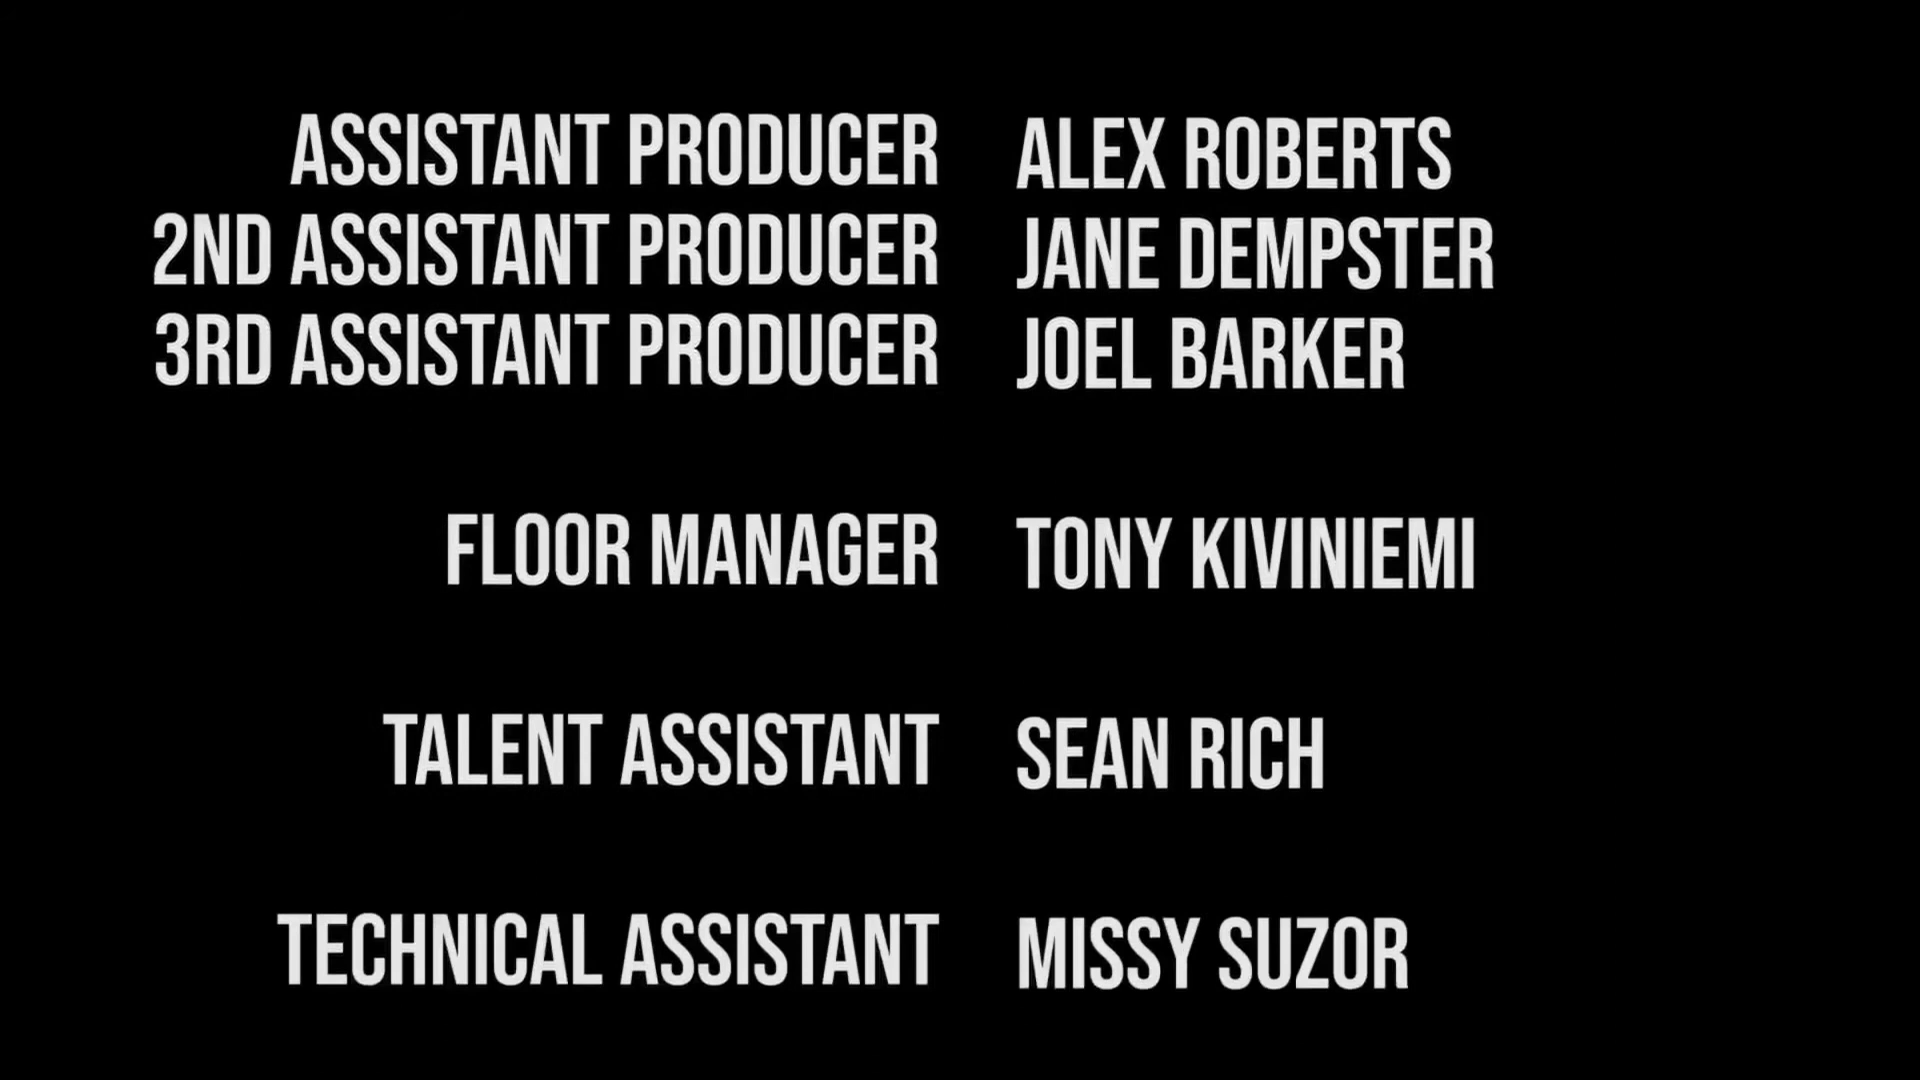 ASSISTANT PRODUCER ALEX ROBERTS
2ND ASSISTANT PRODUCER JANE DEMPSTER
3RD ASSISTANT PRODUCER JOEL BARKER
FLOOR MANAGER TONY KIVINIEMI
TALENT ASSISTANT SEAN RICH
TECHNICAL ASSISTANT MISSY SUZOR